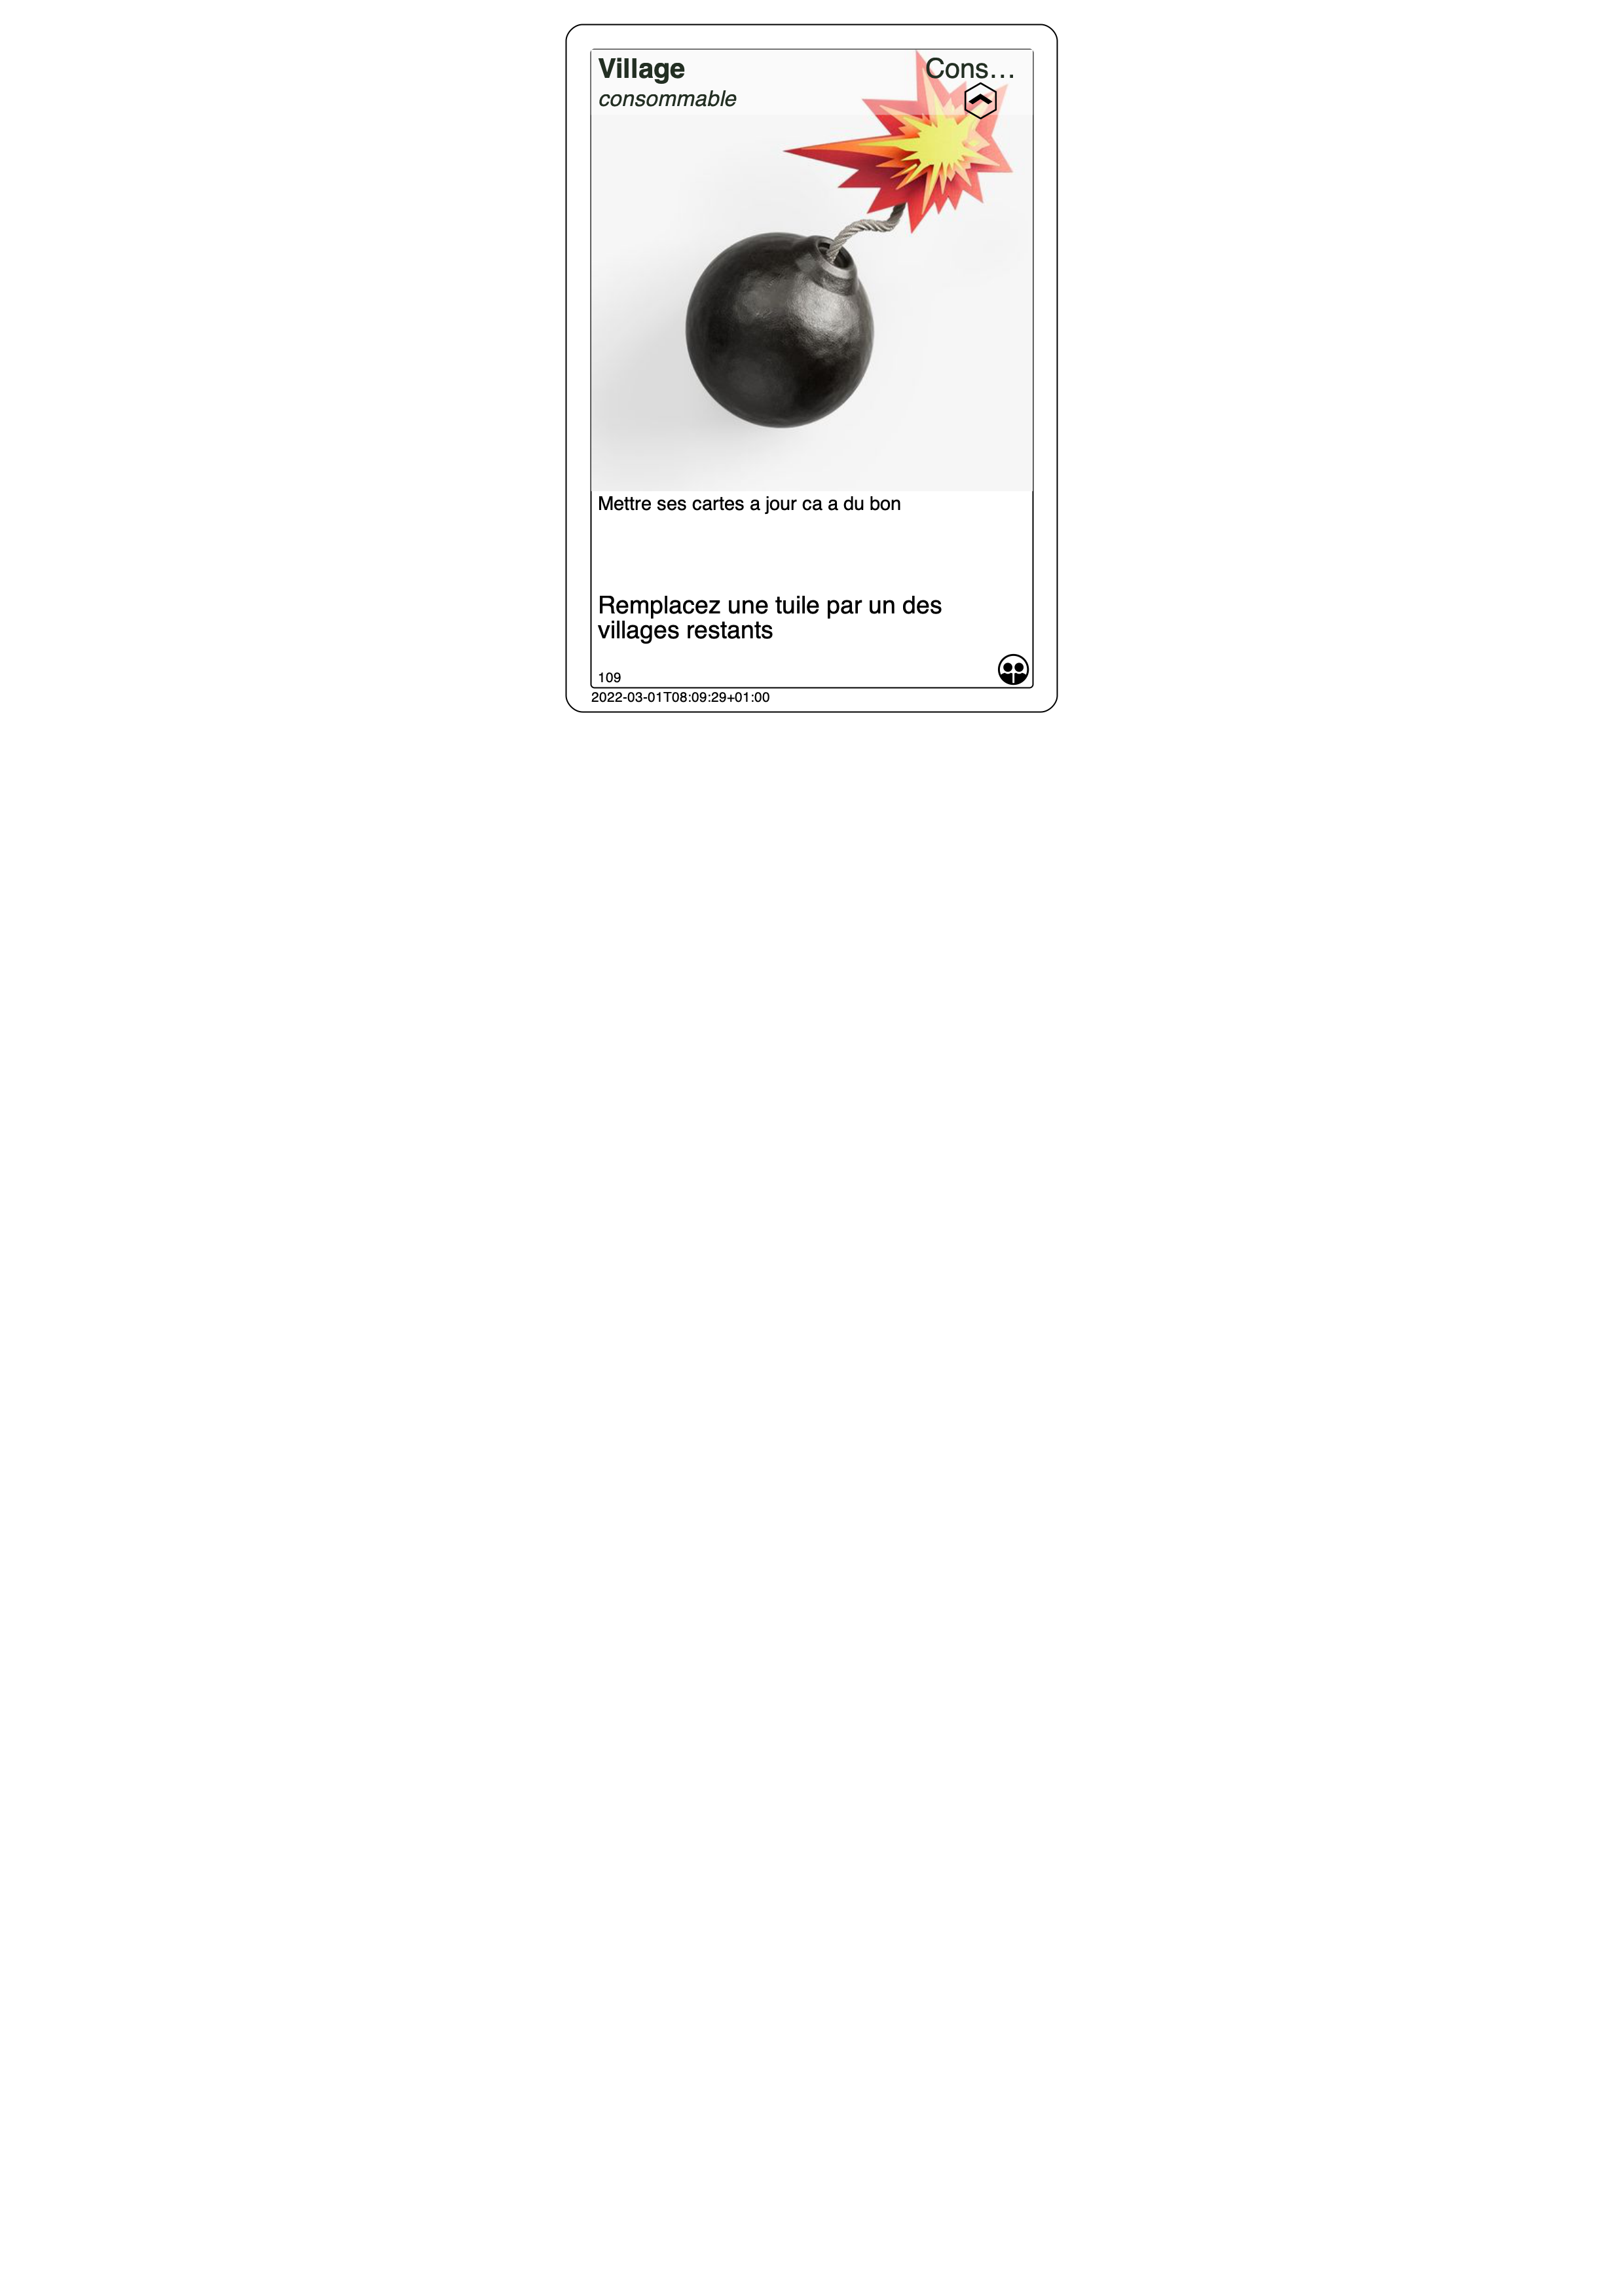 Village
Cons…
consommable
Mettre ses cartes a jour ca a du bon
Remplacez une tuile par un des
villages restants
109
2022-03-01T08:09:29+01:00